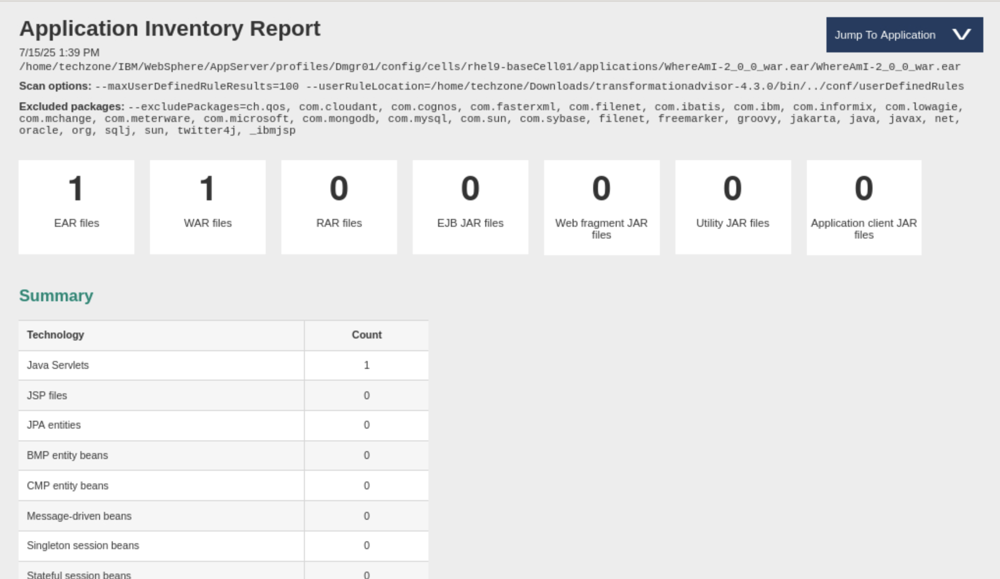 Application Inventory Report
Jump To Application
7/15/25 1:39 PM
/home/techzone/IBM/WebSphere/AppServer/profiles/Dmgr01/config/cells/rhel9-baseCell01/applications/WhereAmI-2_0_0_war.ear/WhereAmI-2_0_0_war.ear
Scan options: --maxUserDefinedRuleResults=100 --userRuleLocation=/home/techzone/Downloads/transformationadvisor-4.3.0/bin/../conf/userDefinedRules
Excluded packages: --excludePackages=ch.qos, com.cloudant, com.cognos, com.fasterxml, com.filenet, com.ibatis, com.ibm, com.informix, com.lowagie,
com.mchange, com.meterware, com.microsoft, com.mongodb, com.mysql, com.sun, com.sybase, filenet, freemarker, groovy, jakarta, java, javax, net,
oracle, org, sqlj, sun, twitter4j, _ibmjsp
1
EAR files
1
WAR files
0
RAR files
0
EJB JAR files
0
Web fragment JAR
files
0
Utility JAR files
0
Application client JAR
files
Summary
Technology Count
Java Servlets 1
JSP files 0
JPA entities 0
BMP entity beans 0
CMP entity beans 0
Message-driven beans 0
Singleton session beans 0
Stateful session beans 0